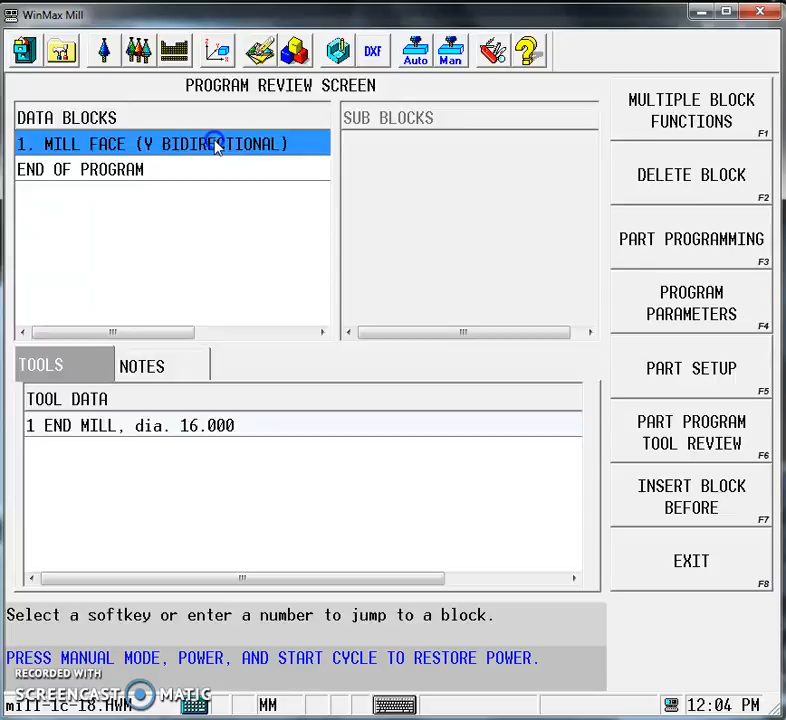 WinMax Mill
DXF
Auto
Man
PROGRAM REVIEW SCREEN
DATA BLOCKS
1. MILL FACE (Y BIDIRECTIONAL)
END OF PROGRAM
SUB BLOCKS
TOOLS
NOTES
TOOL DATA
1 END MILL, dia. 16.000
MULTIPLE BLOCK
FUNCTIONS
F1
DELETE BLOCK
F2
PART PROGRAMMING
F3
PROGRAM
PARAMETERS
F4
PART SETUP
F5
PART PROGRAM
TOOL REVIEW
F6
INSERT BLOCK
BEFORE
F7
EXIT
F8
Select a softkey or enter a number to jump to a block.
PRESS MANUAL MODE, POWER, AND START CYCLE TO RESTORE POWER.
RECORDED WITH
SCREENCAST MATIC
mill-1c-18.HWM
MM
12:04 PM